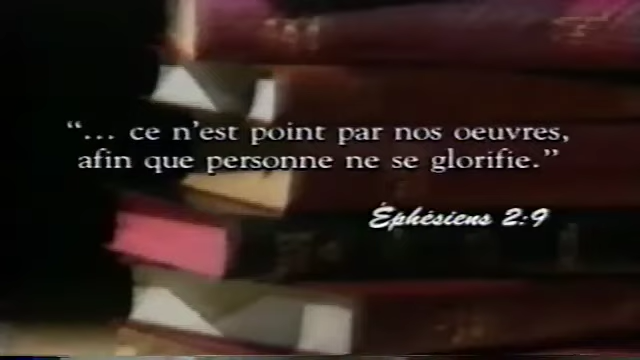 “... ce n'est point par nos oeuvres,
afin que personne ne se glorifie.”
Éphésiens 2:9